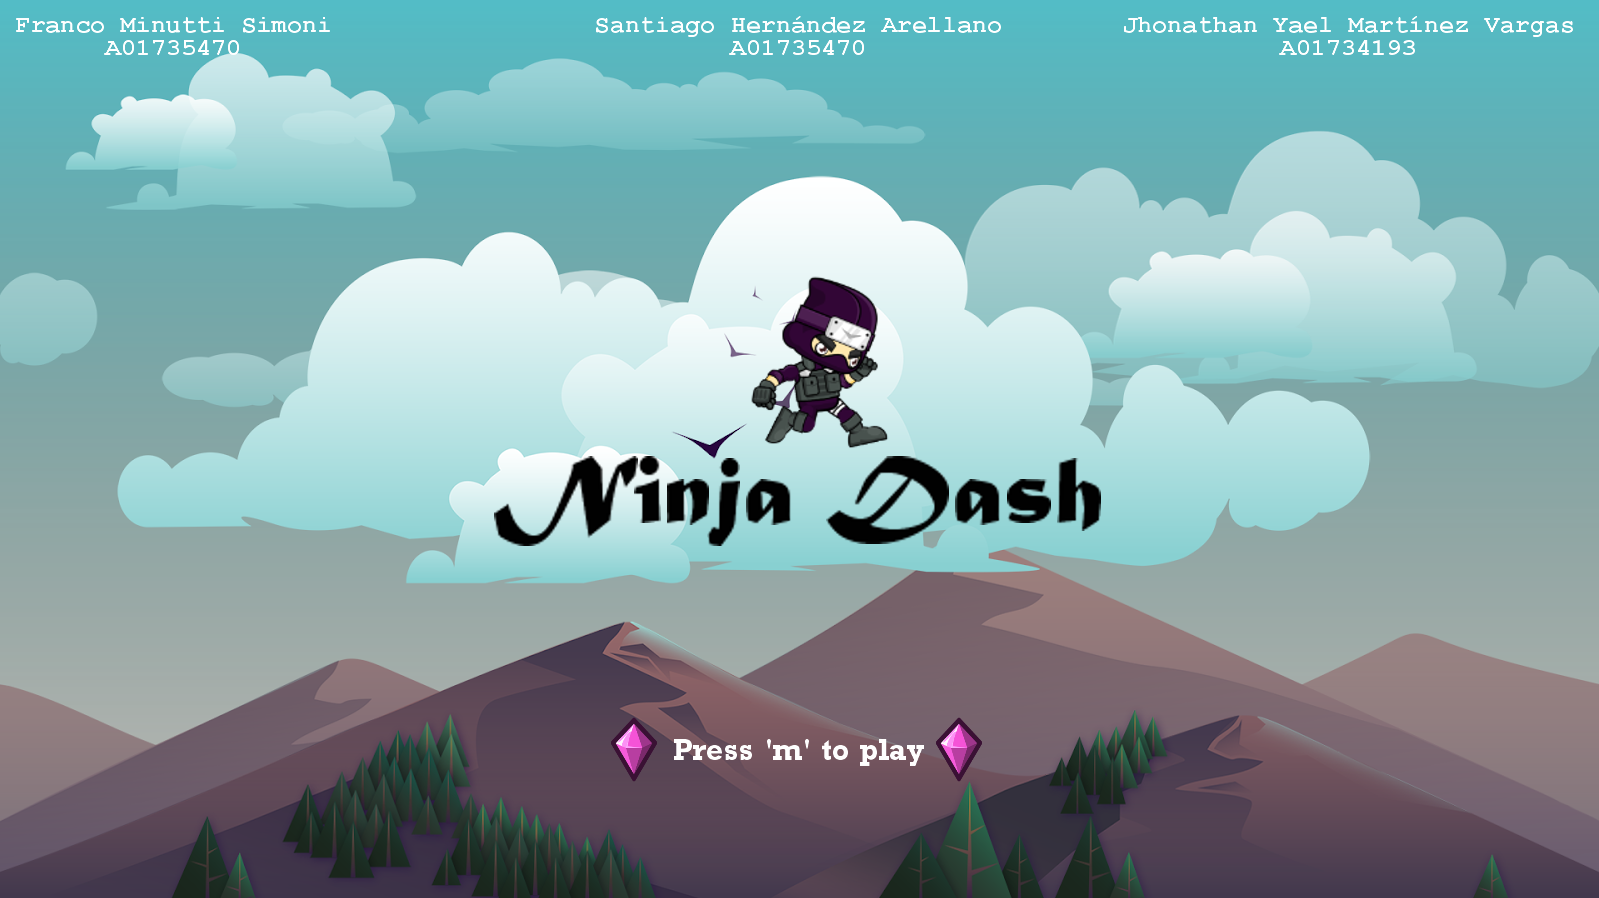 Franco Minutti Simoni
A01735470
Santiago Hernández Arellano
A01735470
Jhonathan Yael Martínez Vargas
A01734193
Ninja Dash
Press 'm' to play